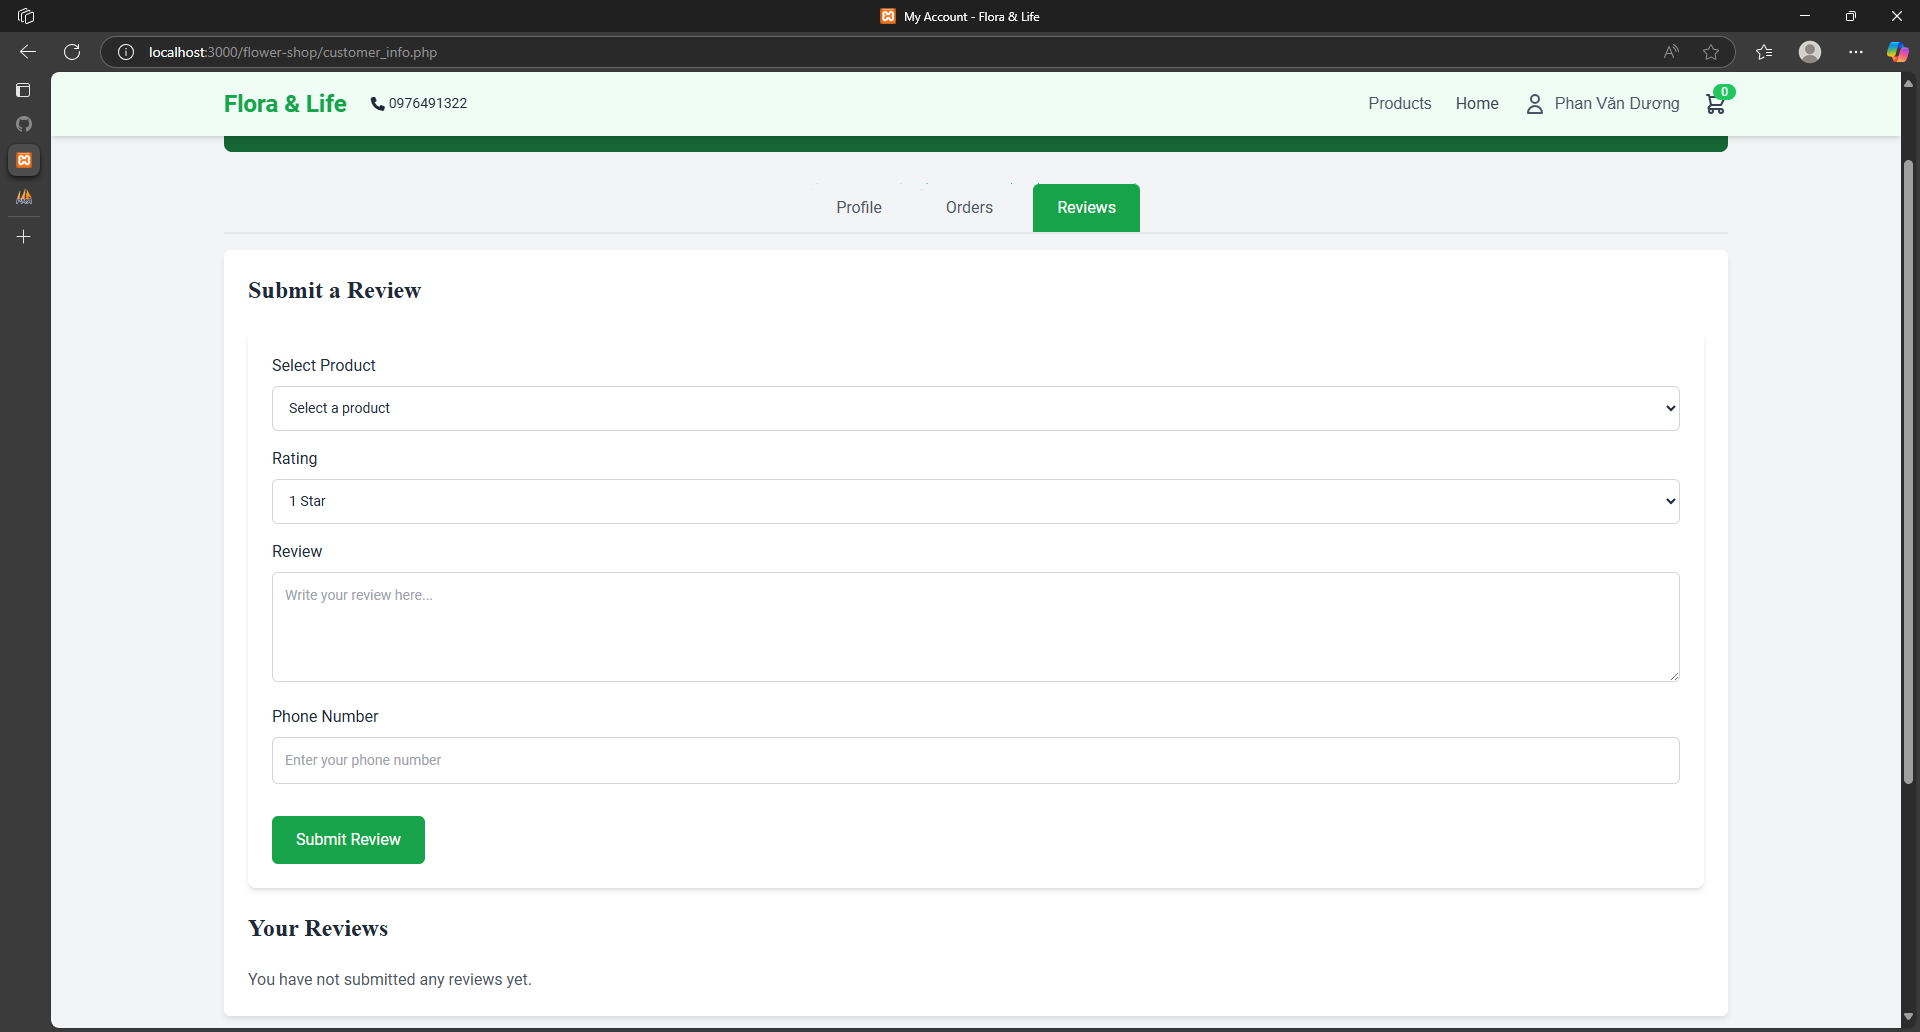 My Account - Flora & Life
localhost:3000/flower-shop/customer_info.php
Flora & Life
0976491322
Products
Home
Phan Văn Dương
0
Profile
Orders
Reviews
Submit a Review
Select Product
Select a product
Rating
1 Star
Review
Write your review here...
Phone Number
Enter your phone number
Submit Review
Your Reviews
You have not submitted any reviews yet.